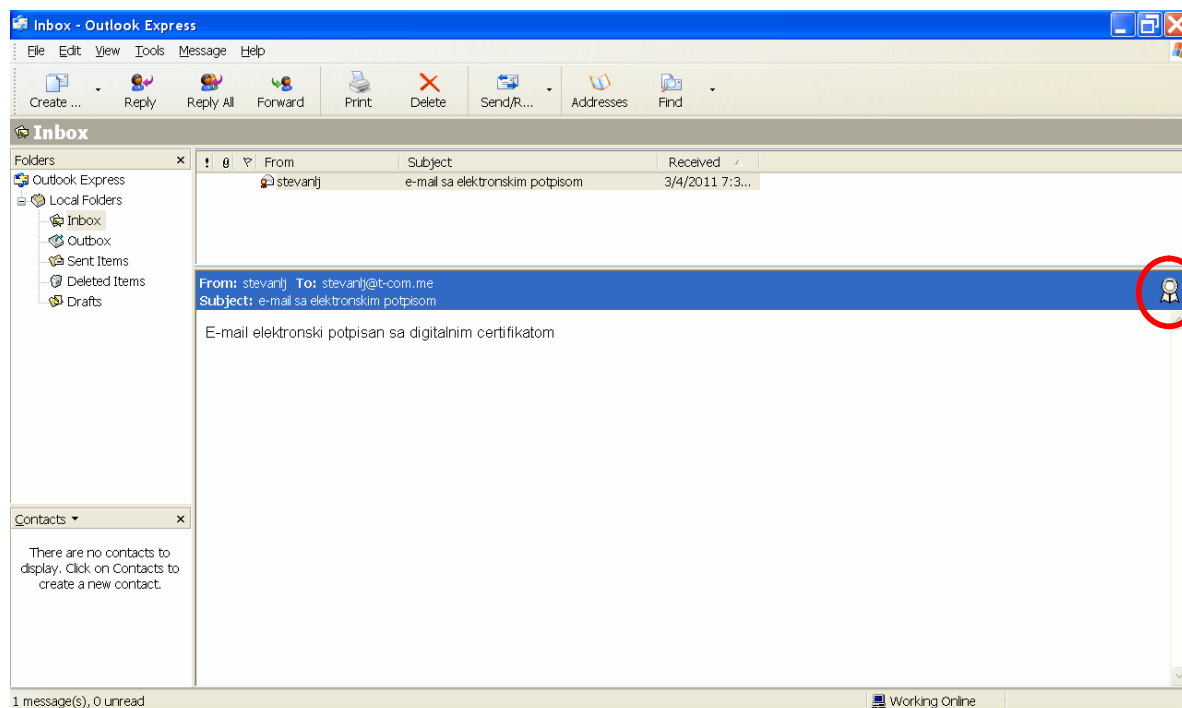 Inbox - Outlook Express
File Edit View Tools Message Help
Create ... Reply Reply All Forward Print Delete Send/R... Addresses Find
Inbox
Folders x
Outlook Express
Local Folders
Inbox
Outbox
Sent Items
Deleted Items
Drafts
! From Subject Received
stevanlj e-mail sa elektronskim potpisom 3/4/2011 7:3...
From: stevanlj To: stevanlj@t-com.me
Subject: e-mail sa elektronskim potpisom
E-mail elektronski potpisan sa digitalnim certifikatom
Contacts x
There are no contacts to
display. Click on Contacts to
create a new contact.
1 message(s), 0 unread Working Online